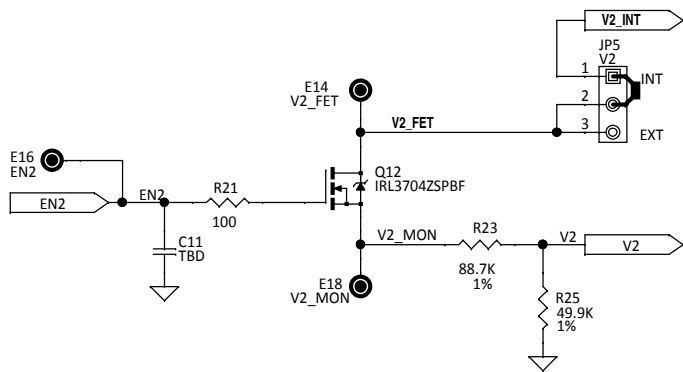 V2_INT
JP5
V2
1
INT
2
3
EXT
E14
V2_FET
V2_FET
E16
EN2
EN2
EN2
R21
100
Q12
IRL3704ZSPBF
C11
TBD
V2_MON
R23
88.7K
1%
V2
V2
E18
V2_MON
R25
49.9K
1%